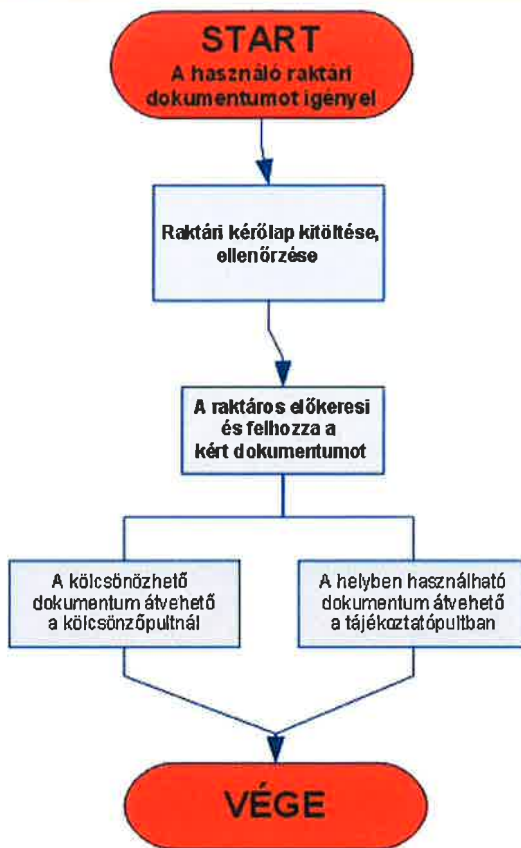 START
A használó raktári
dokumentumot igényel
Raktári kérőlap kitöltése,
ellenőrzése
A raktáros előkeresi
és felhozza a
kért dokumentumot
A kölcsönözhető
dokumentum átvehető
a kölcsönzőpultnál
A helyben használható
dokumentum átvehető
a tájékoztatópultban
VÉGE